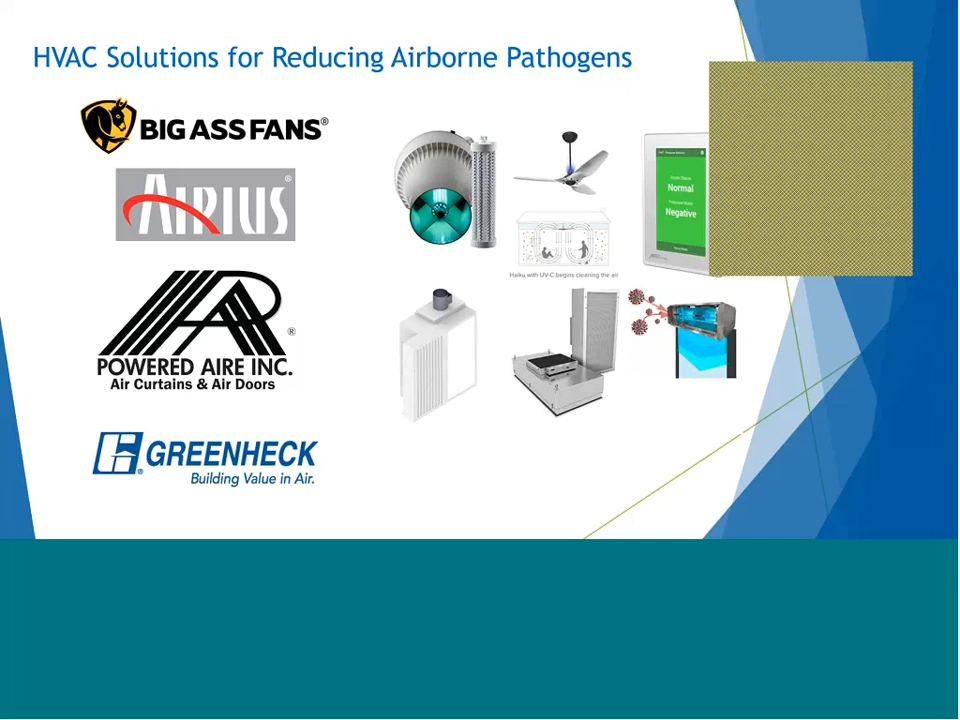 HVAC Solutions for Reducing Airborne Pathogens
BIG ASS FANS®
AIRIUS®
POWERED AIRE INC.®
Air Curtains & Air Doors
GREENHECK®
Building Value in Air.
Haiku with UV-C begins cleaning the air
Normal
Negative